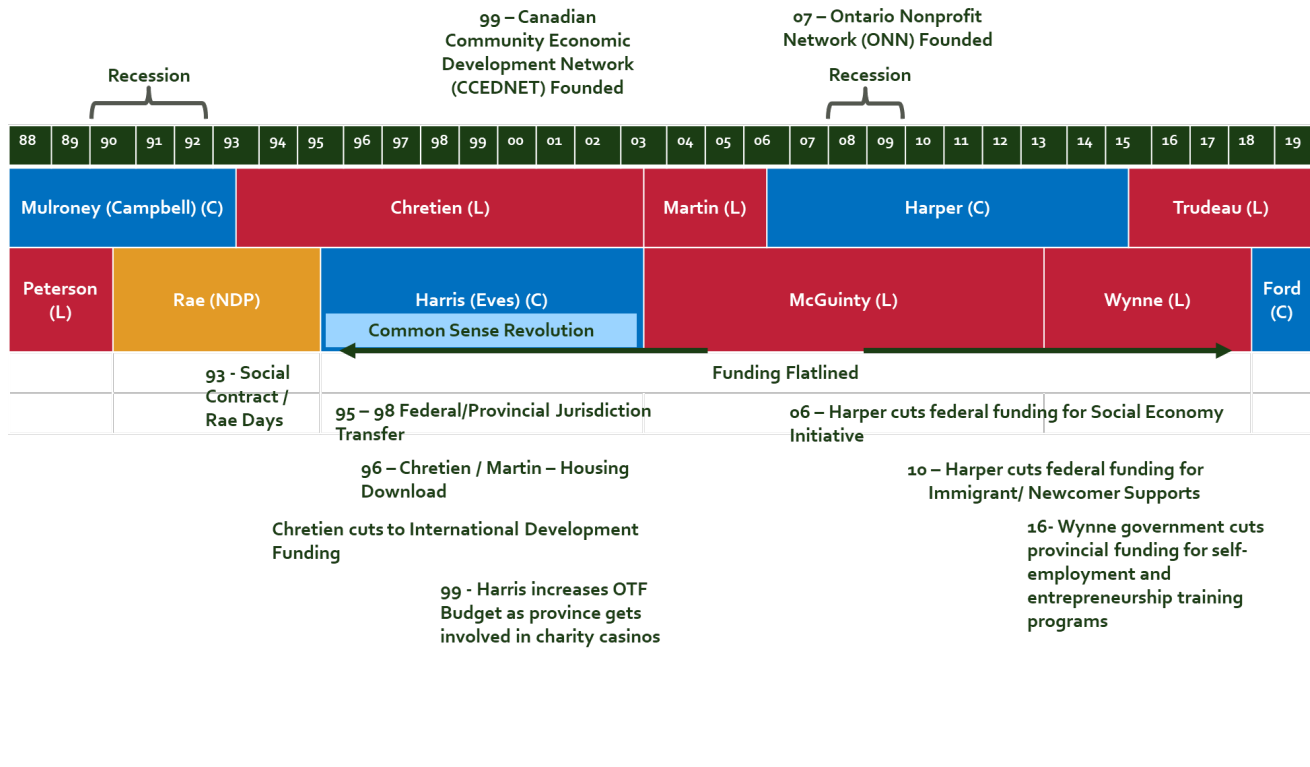 99 – Canadian
Community Economic
Development Network
(CCEDNET) Founded
07 – Ontario Nonprofit
Network (ONN) Founded
Recession
Recession
88 89 90 91 92 93 94 95 96 97 98 99 00 01 02 03 04 05 06 07 08 09 10 11 12 13 14 15 16 17 18 19
Mulroney (Campbell) (C)
Chretien (L)
Martin (L)
Harper (C)
Trudeau (L)
Peterson
(L)
Rae (NDP)
Harris (Eves) (C)
McGuinty (L)
Wynne (L)
Ford
(C)
Common Sense Revolution
Funding Flatlined
93 - Social
Contract /
Rae Days
95 – 98 Federal/Provincial Jurisdiction
Transfer
06 – Harper cuts federal funding for Social Economy
Initiative
96 – Chretien / Martin – Housing
Download
10 – Harper cuts federal funding for
Immigrant/ Newcomer Supports
Chretien cuts to International Development
Funding
16- Wynne government cuts
provincial funding for self-
employment and
entrepreneurship training
programs
99 - Harris increases OTF
Budget as province gets
involved in charity casinos